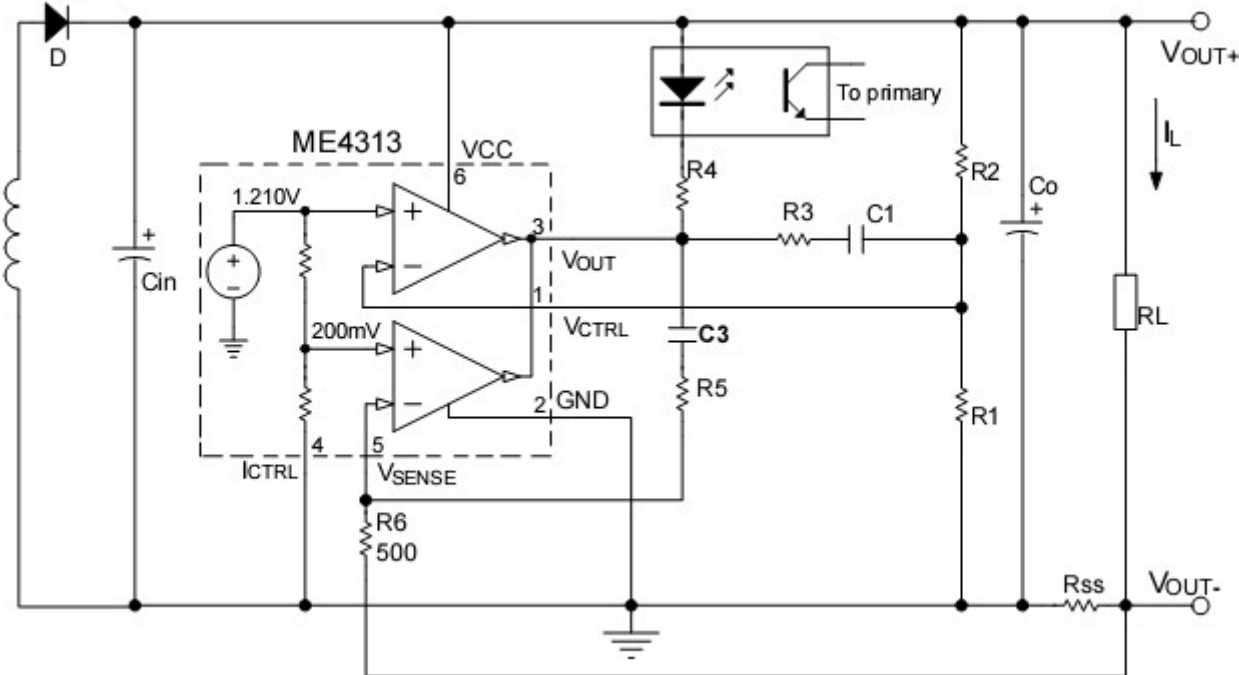 D
VOUT+
To primary
IL
ME4313
VCC
6
R4
R2
Co
+
1.210V
+
R3
C1
3
+
Cin
+
−
−
VOUT
1
VCTRL
RL
200mV
+
C3
R5
−
2
GND
R1
4
5
ICTRL
VSENSE
R6
500
Rss
VOUT-